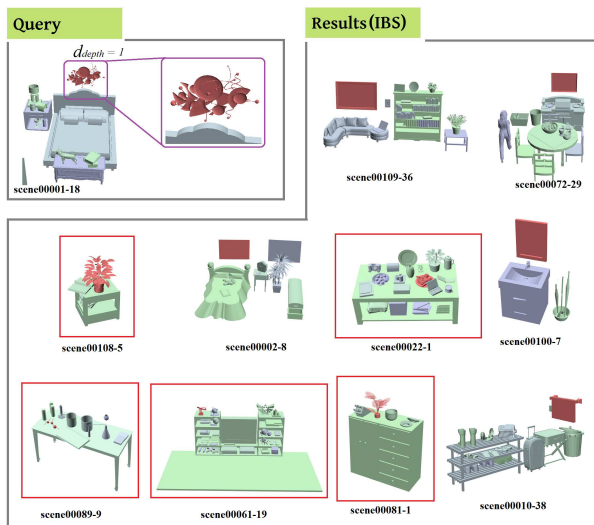 Query
Results (IBS)
d_depth = 1
scene00001-18
scene00109-36
scene00072-29
scene00108-5
scene00002-8
scene00022-1
scene00100-7
scene00089-9
scene00061-19
scene00081-1
scene00010-38